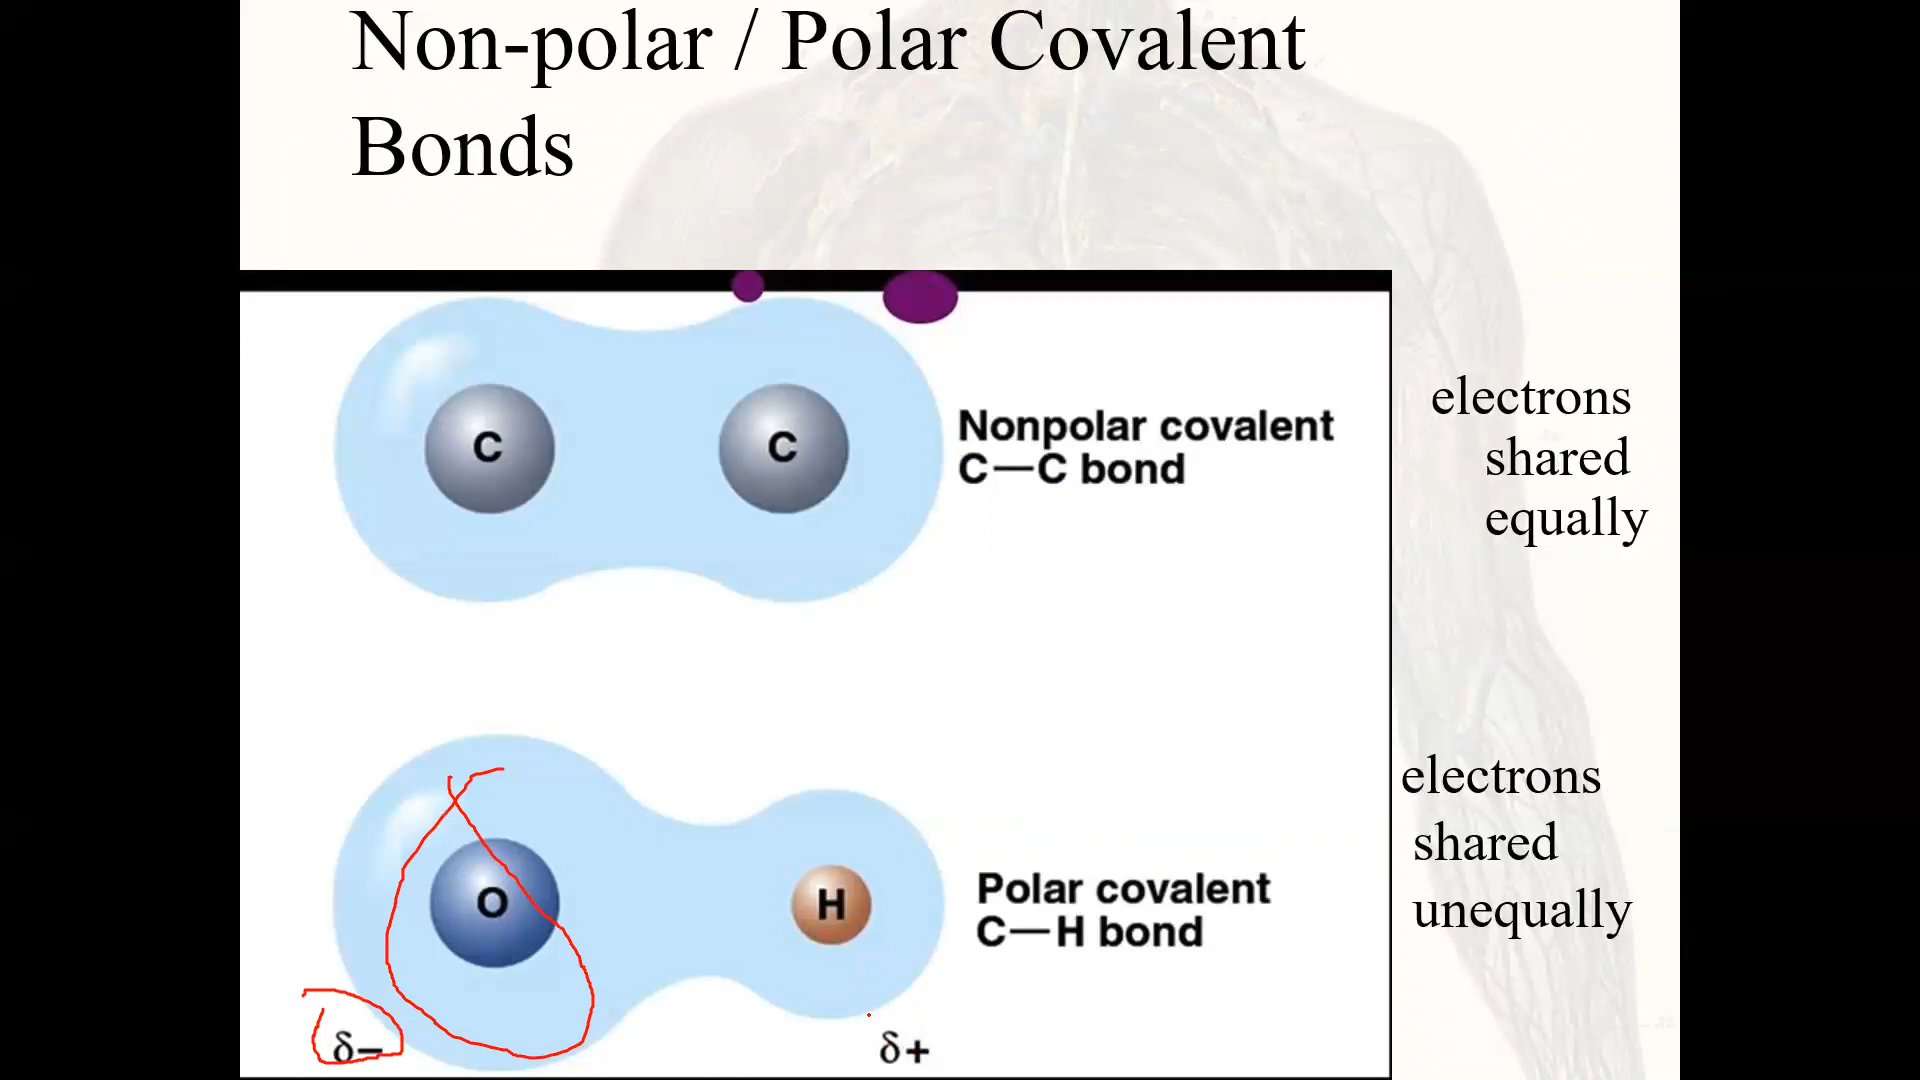 Non-polar / Polar Covalent
Bonds
C
C
Nonpolar covalent
C—C bond
electrons
shared
equally
O
H
Polar covalent
C—H bond
electrons
shared
unequally
δ–
δ+